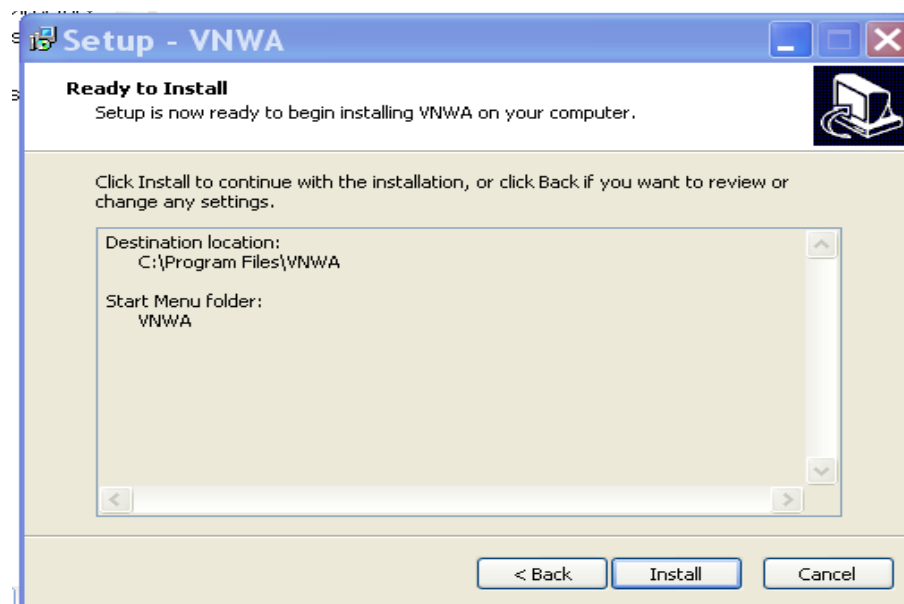 Setup - VNWA
Ready to Install
Setup is now ready to begin installing VNWA on your computer.
Click Install to continue with the installation, or click Back if you want to review or
change any settings.
Destination location:
C:\Program Files\VNWA
Start Menu folder:
VNWA
< Back
Install
Cancel